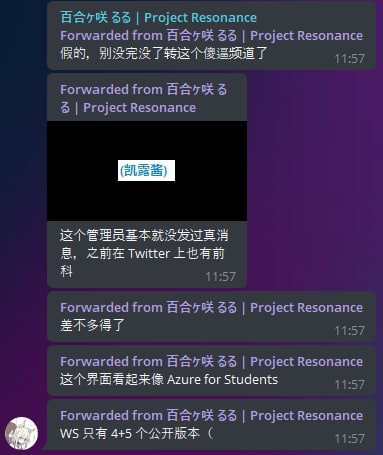 百合ヶ咲 るる | Project Resonance
Forwarded from 百合ヶ咲 るる | Project Resonance
假的，别没完没了转这个傻逼频道了
11:57
Forwarded from 百合ヶ咲 る
る | Project Resonance
(凯露酱)
这个管理员基本就没发过真消
息，之前在 Twitter 上也有前
科
11:57
Forwarded from 百合ヶ咲 るる | Project Resonance
差不多得了
11:57
Forwarded from 百合ヶ咲 るる | Project Resonance
这个界面看起来像 Azure for Students
11:57
Forwarded from 百合ヶ咲 るる | Project Resonance
WS 只有 4+5 个公开版本（
11:57